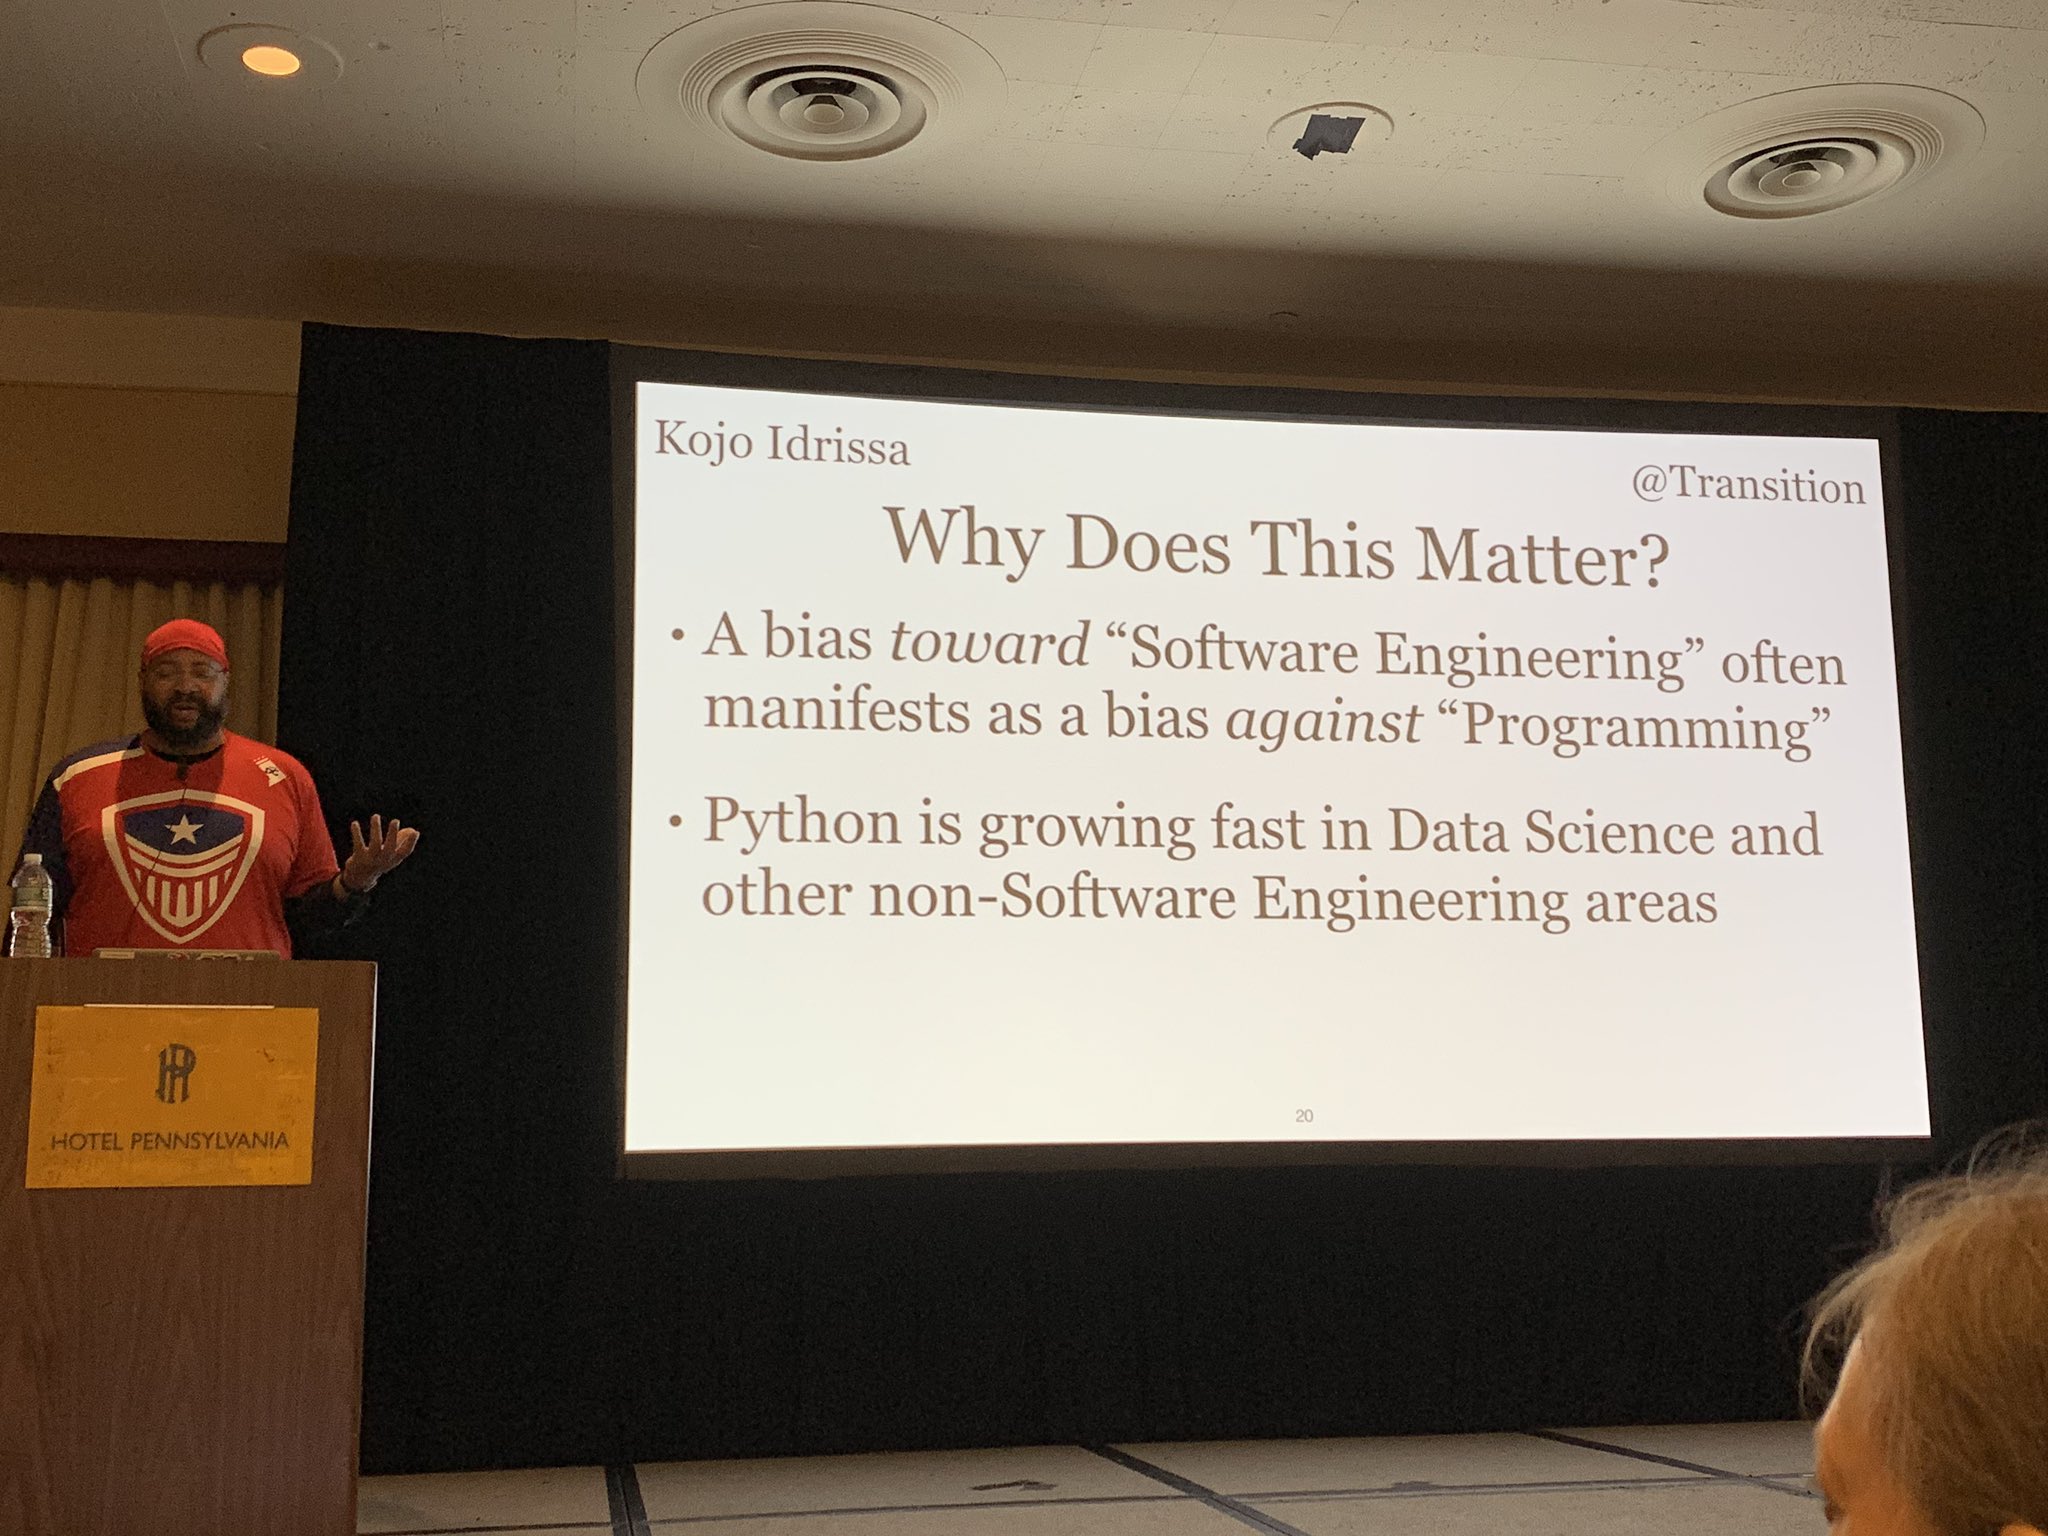 Kojo Idrissa
@Transition
Why Does This Matter?
• A bias toward “Software Engineering” often
manifests as a bias against “Programming”
• Python is growing fast in Data Science and
other non-Software Engineering areas
20
HOTEL PENNSYLVANIA